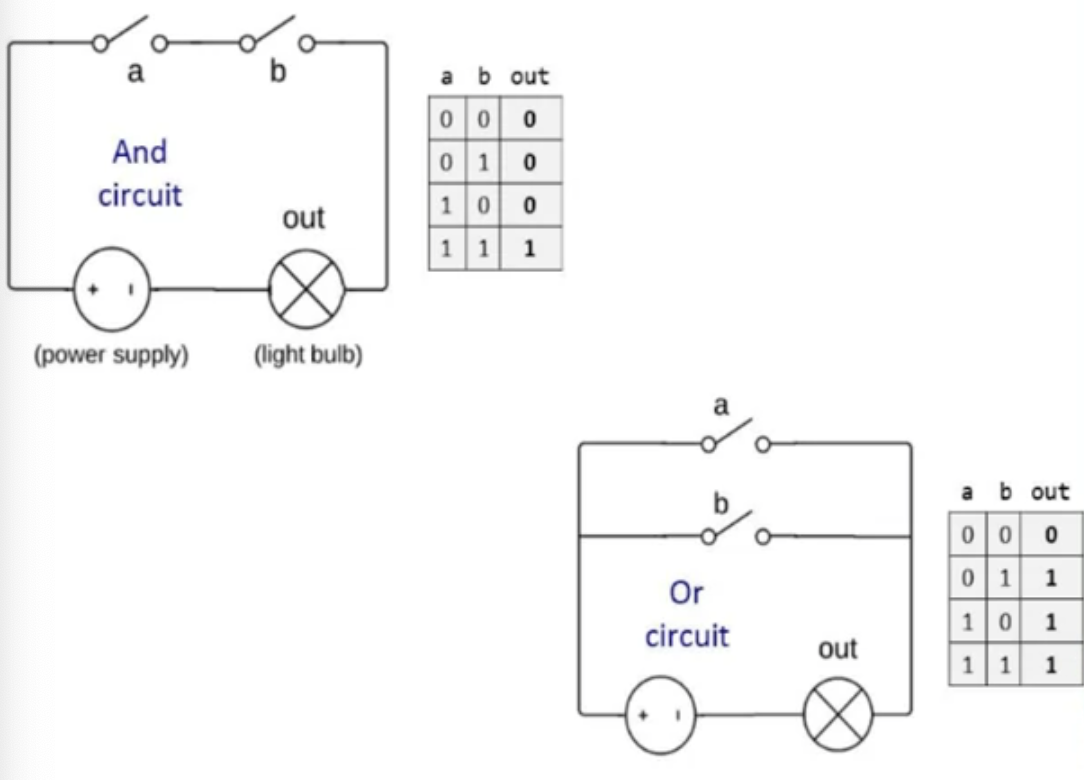 a b
And
circuit
out
+ -
(power supply) (light bulb)
a b out
0 0 0
0 1 0
1 0 0
1 1 1
a
b
Or
circuit
out
+ -
a b out
0 0 0
0 1 1
1 0 1
1 1 1